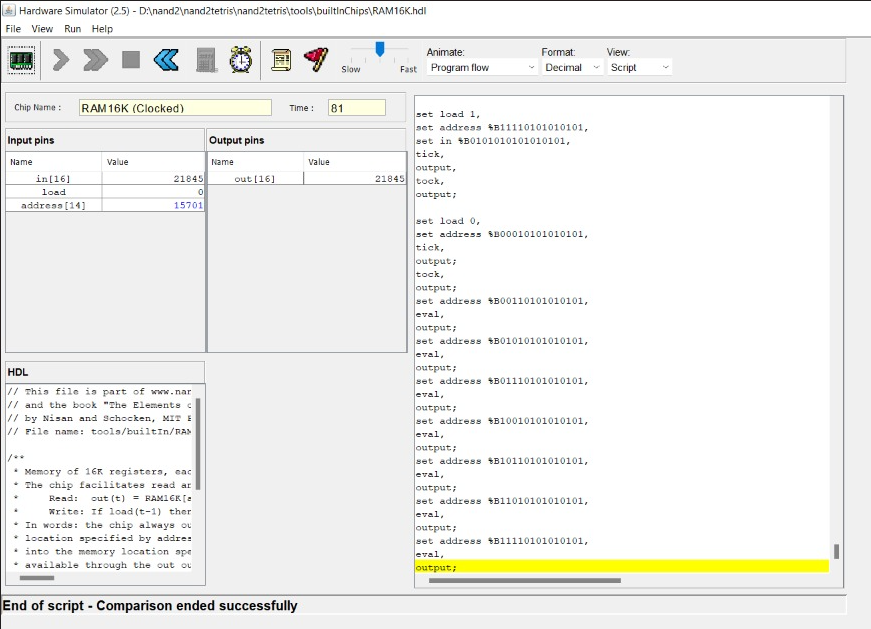 Hardware Simulator (2.5) - D:\nand2\nand2tetris\nand2tetris\tools\builtInChips\RAM16K.hdl
File View Run Help
Animate: Format: View:
Slow Fast Program flow Decimal Script
Chip Name : RAM16K (Clocked) Time : 81
Input pins Output pins
Name Value Name Value
in[16] 21845 out[16] 21845
load 0
address[14] 15701
HDL
// This file is part of www.nar
// and the book "The Elements o
// by Nisan and Schocken, MIT P
// File name: tools/builtIn/RAM
/**
* Memory of 16K registers, eac
* The chip facilitates read an
* Read: out(t) = RAM16K[a
* Write: If load(t-1) then
* In words: the chip always ou
* location specified by addres
* into the memory location spe
* available through the out ou
set load 1,
set address %B11110101010101,
set in %B0101010101010101,
tick,
output,
tock,
output;
set load 0,
set address %B00010101010101,
tick,
output;
tock,
output;
set address %B00110101010101,
eval,
output;
set address %B01010101010101,
eval,
output;
set address %B01110101010101,
eval,
output;
set address %B10010101010101,
eval,
output;
set address %B10110101010101,
eval,
output;
set address %B11010101010101,
eval,
output;
set address %B11110101010101,
eval,
output;
End of script - Comparison ended successfully